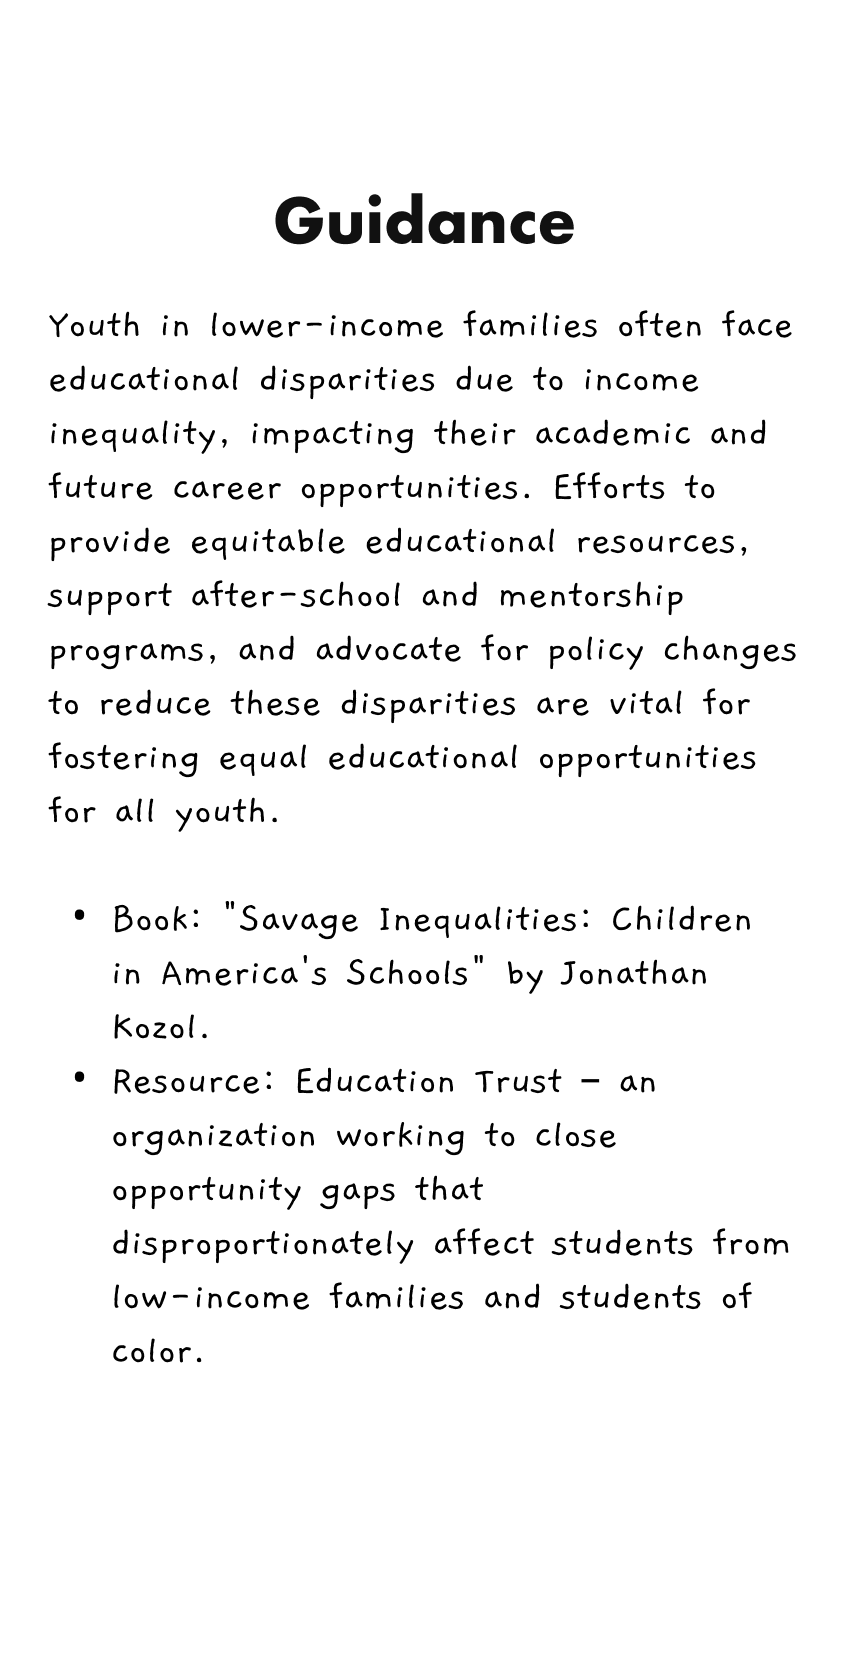 Guidance
Youth in lower-income families often face
educational disparities due to income
inequality, impacting their academic and
future career opportunities. Efforts to
provide equitable educational resources,
support after-school and mentorship
programs, and advocate for policy changes
to reduce these disparities are vital for
fostering equal educational opportunities
for all youth.
• Book: "Savage Inequalities: Children
in America's Schools" by Jonathan
Kozol.
• Resource: Education Trust – an
organization working to close
opportunity gaps that
disproportionately affect students from
low-income families and students of
color.